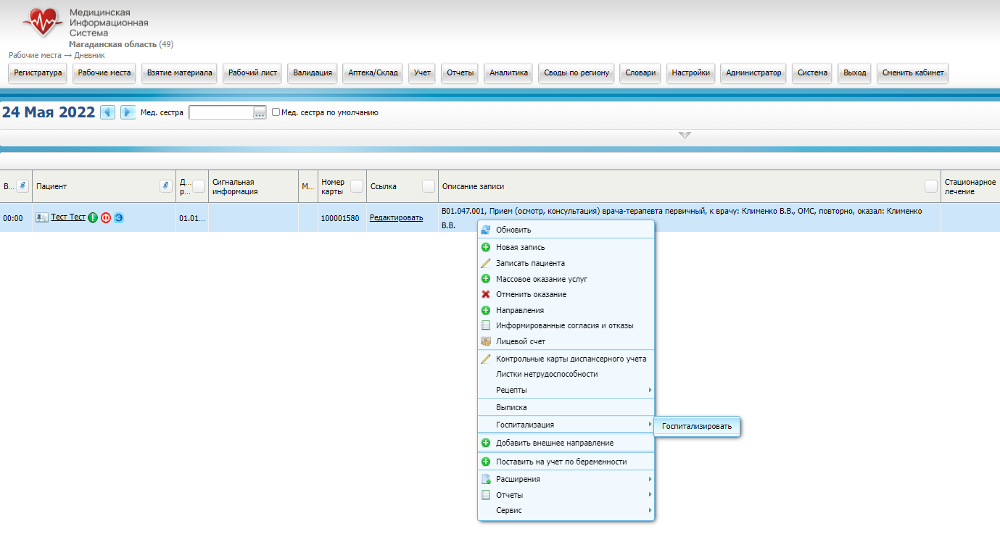 Медицинская
Информационная
Система
Магаданская область (49)
Рабочие места → Дневник
Регистратура Рабочие места Взятие материала Рабочий лист Валидация Аптека/Склад Учет Отчеты Аналитика Своды по региону Словари Настройки Администратор Система Выход Сменить кабинет
24 Мая 2022 Мед. сестра ... Мед. сестра по умолчанию
В... Пациент Д... р... Сигнальная информация М... Номер карты Ссылка Описание записи Стационарное лечение
00:00 Тест Тест 01.01... 100001580 Редактировать B01.047.001, Прием (осмотр, консультация) врача-терапевта первичный, к врачу: Клименко В.В., ОМС, повторно, оказал: Клименко
В.В.
Обновить
Новая запись
Записать пациента
Массовое оказание услуг
Отменить оказание
Направления
Информированные согласия и отказы
Лицевой счет
Контрольные карты диспансерного учета
Листки нетрудоспособности
Рецепты
Выписка
Госпитализация Госпитализировать
Добавить внешнее направление
Поставить на учет по беременности
Расширения
Отчеты
Сервис